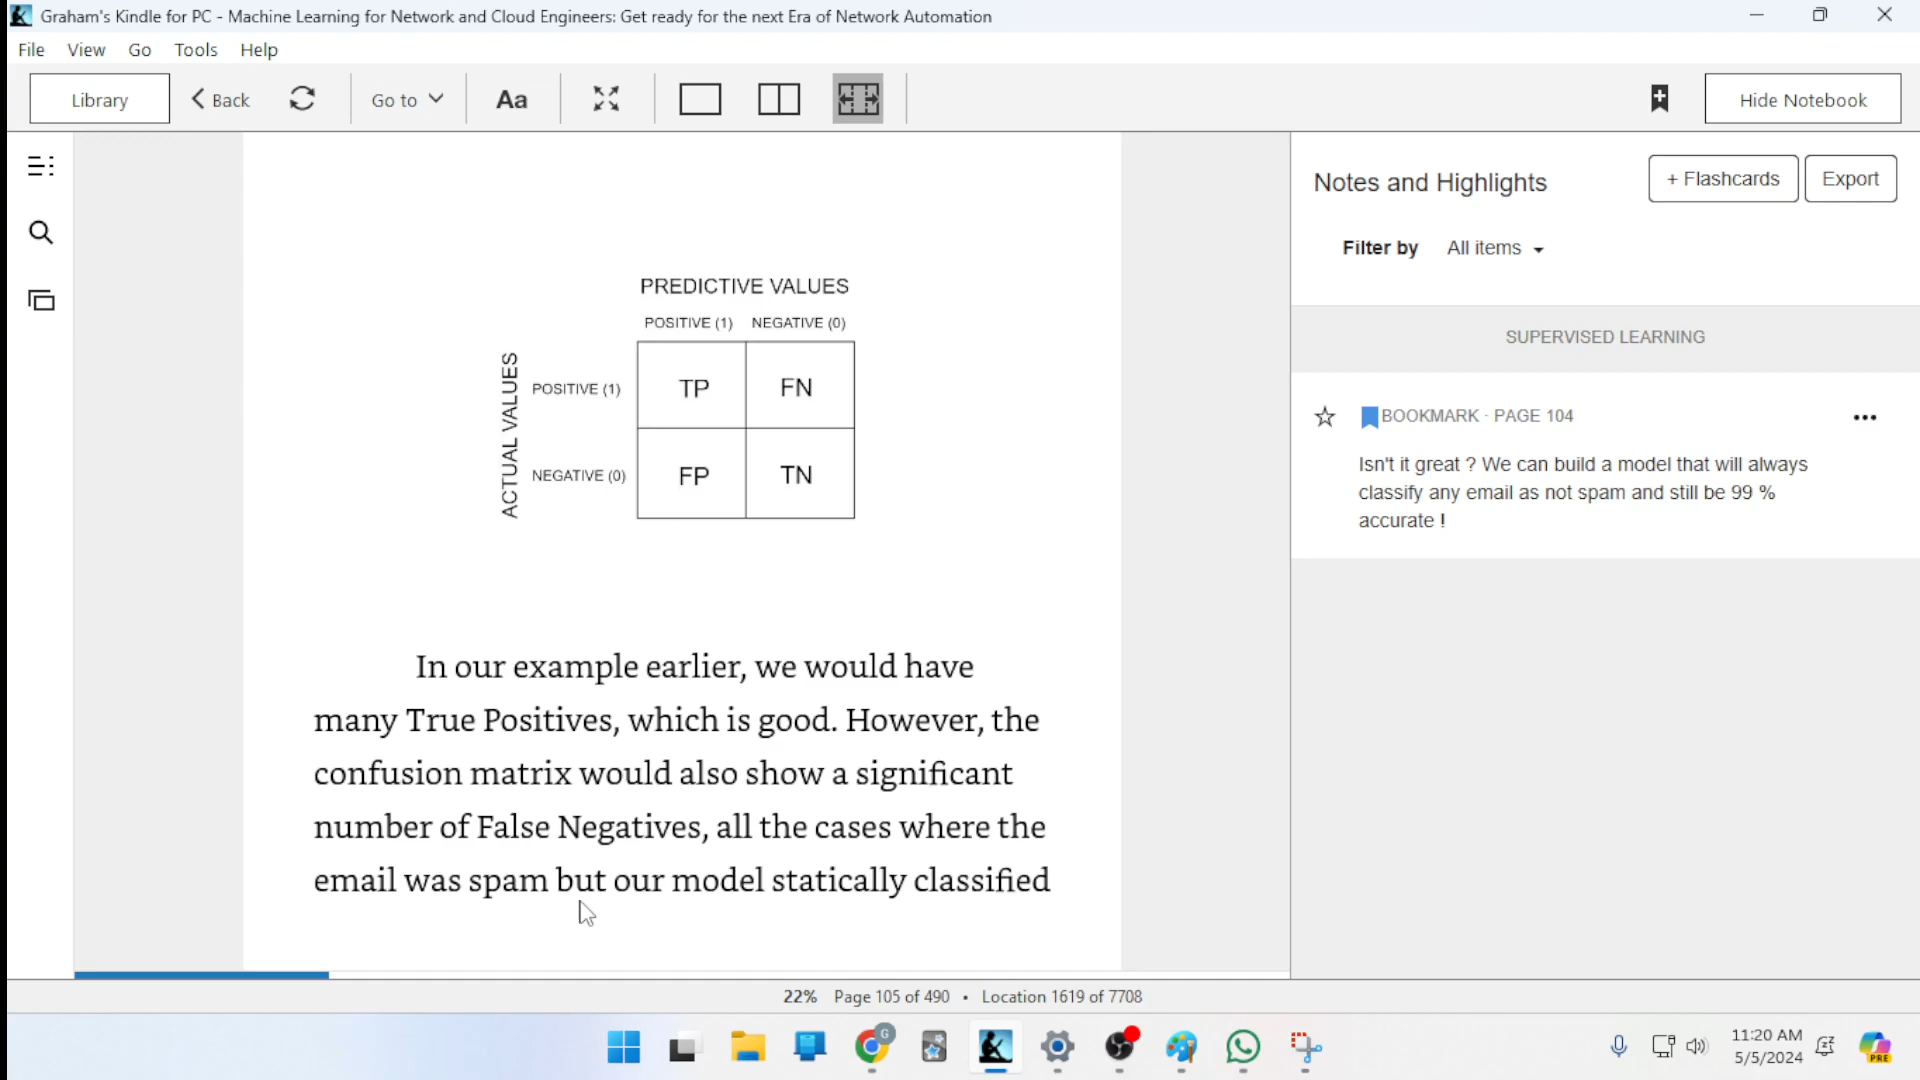 Graham's Kindle for PC - Machine Learning for Network and Cloud Engineers: Get ready for the next Era of Network Automation
File View Go Tools Help
Library Back Go to Aa Hide Notebook
Notes and Highlights + Flashcards Export
Filter by All items
SUPERVISED LEARNING
BOOKMARK · PAGE 104
Isn't it great ? We can build a model that will always
classify any email as not spam and still be 99 %
accurate !
PREDICTIVE VALUES
POSITIVE (1) NEGATIVE (0)
ACTUAL VALUES
POSITIVE (1) TP FN
NEGATIVE (0) FP TN
In our example earlier, we would have
many True Positives, which is good. However, the
confusion matrix would also show a significant
number of False Negatives, all the cases where the
email was spam but our model statically classified
22% Page 105 of 490 • Location 1619 of 7708
G
PRE
11:20 AM
5/5/2024